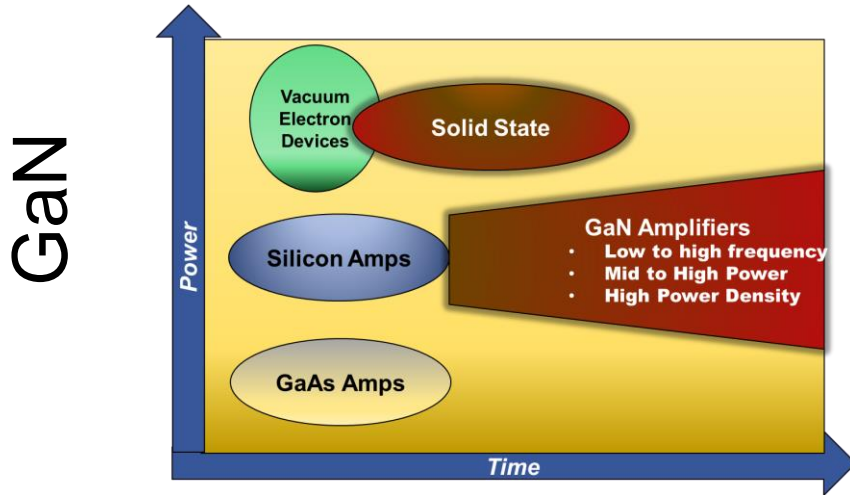 GaN
Vacuum
Electron
Devices
Solid State
Silicon Amps
GaN Amplifiers
• Low to high frequency
• Mid to High Power
• High Power Density
GaAs Amps
Power
Time